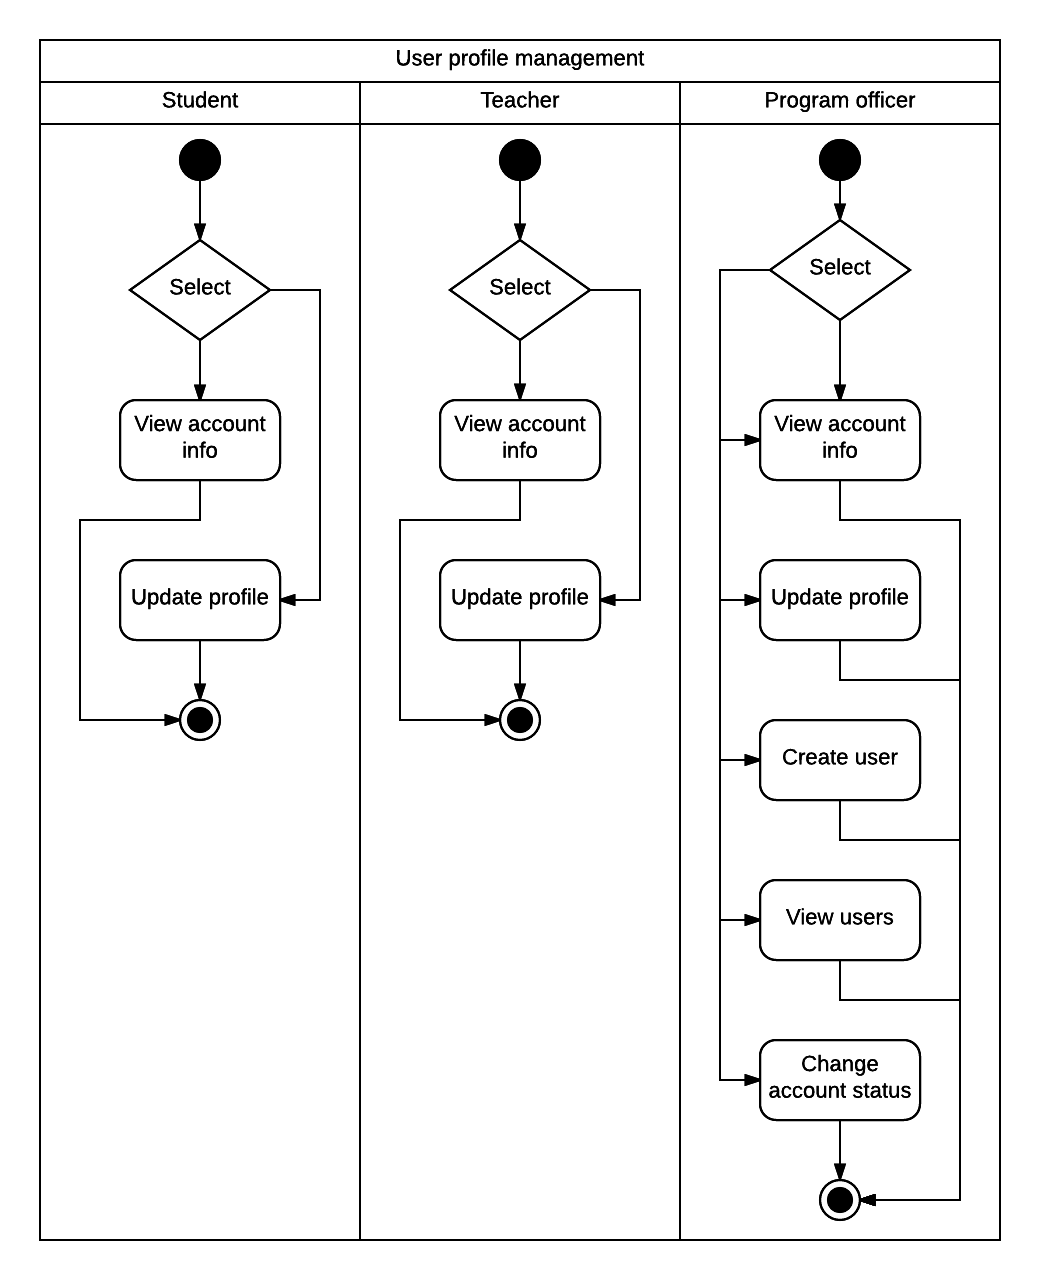 User profile management
Student
Teacher
Program officer
Select
View account
info
Update profile
Select
View account
info
Update profile
Select
View account
info
Update profile
Create user
View users
Change
account status